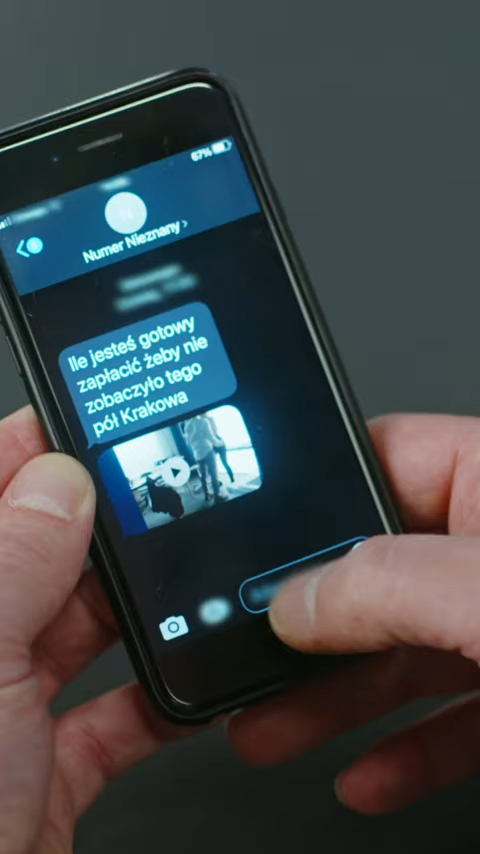 67%
Numer Nieznany
Ile jesteś gotowy
zapłacić żeby nie
zobaczyło tego
pół Krakowa